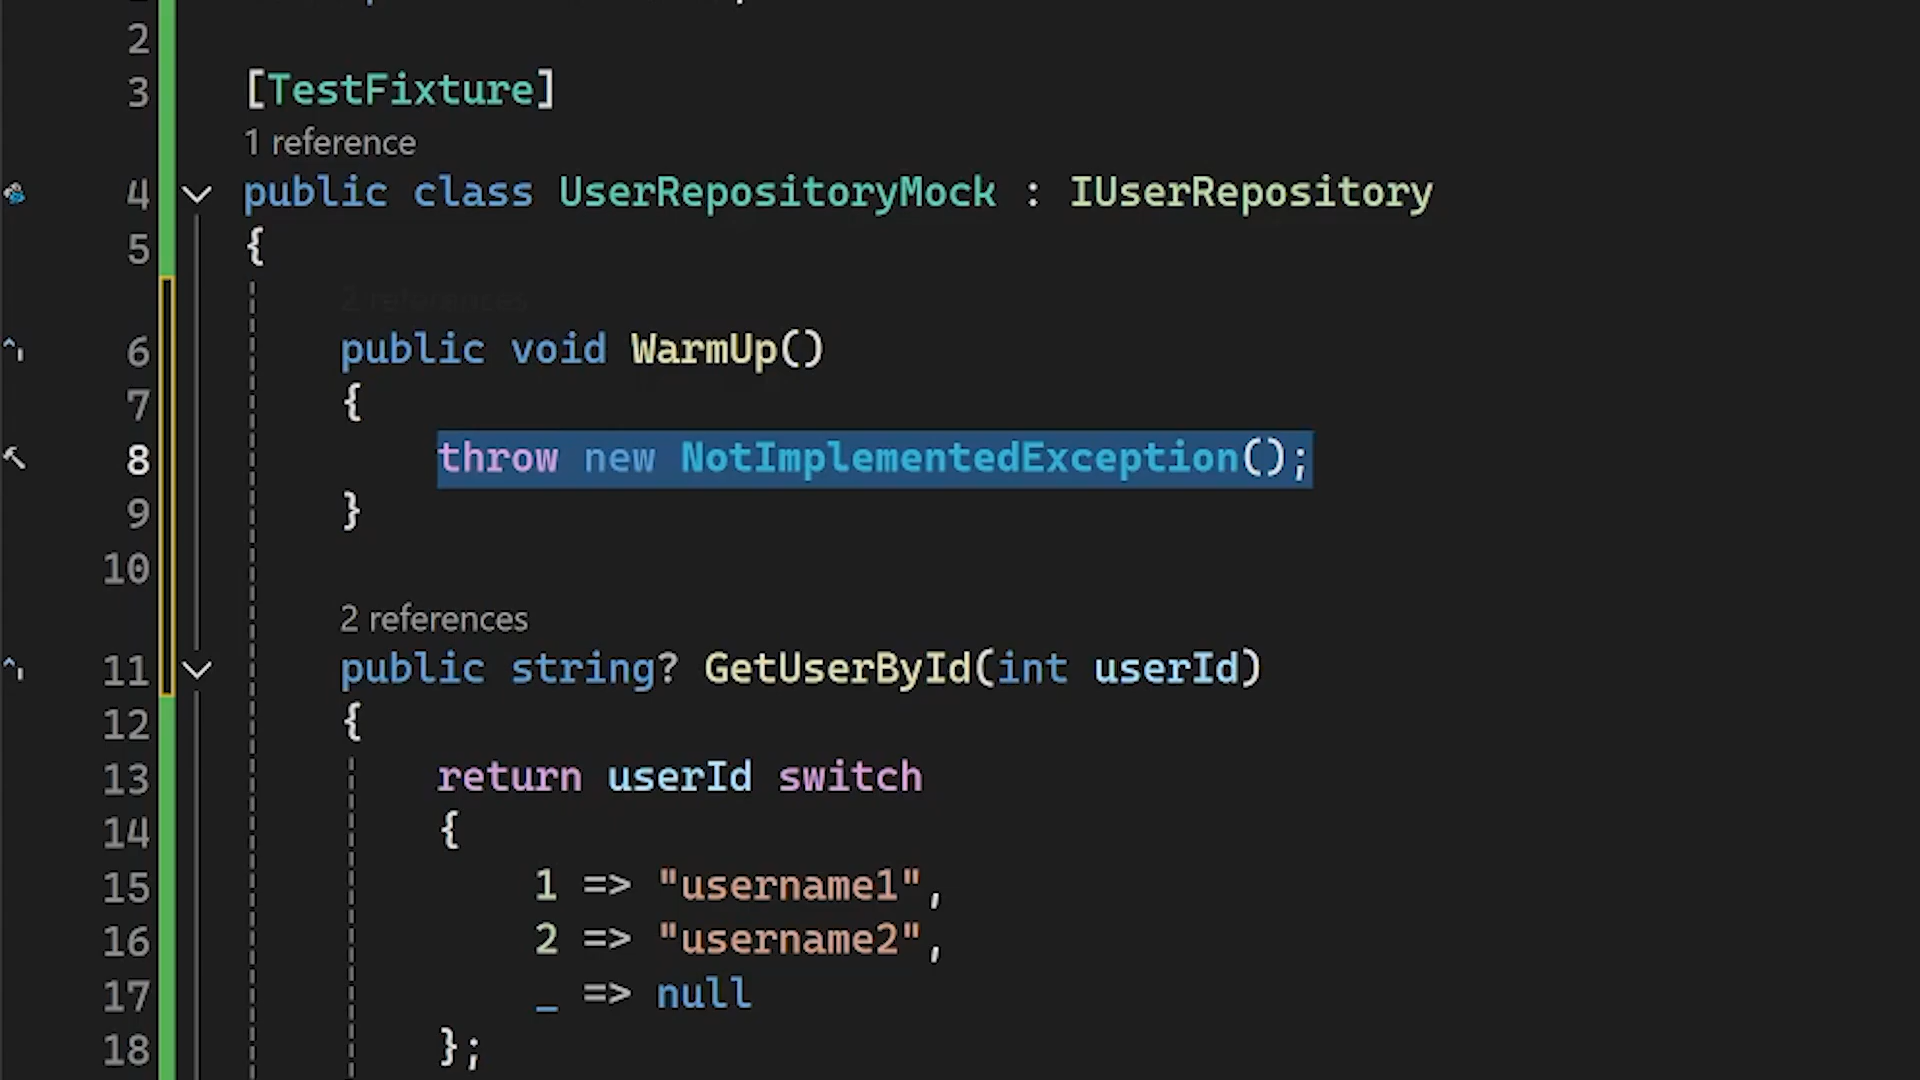 2
3 [TestFixture]
1 reference
4 public class UserRepositoryMock : IUserRepository
5 {
2 references
6 public void WarmUp()
7 {
8 throw new NotImplementedException();
9 }
10
2 references
11 public string? GetUserById(int userId)
12 {
13 return userId switch
14 {
15 1 => "username1",
16 2 => "username2",
17 _ => null
18 };